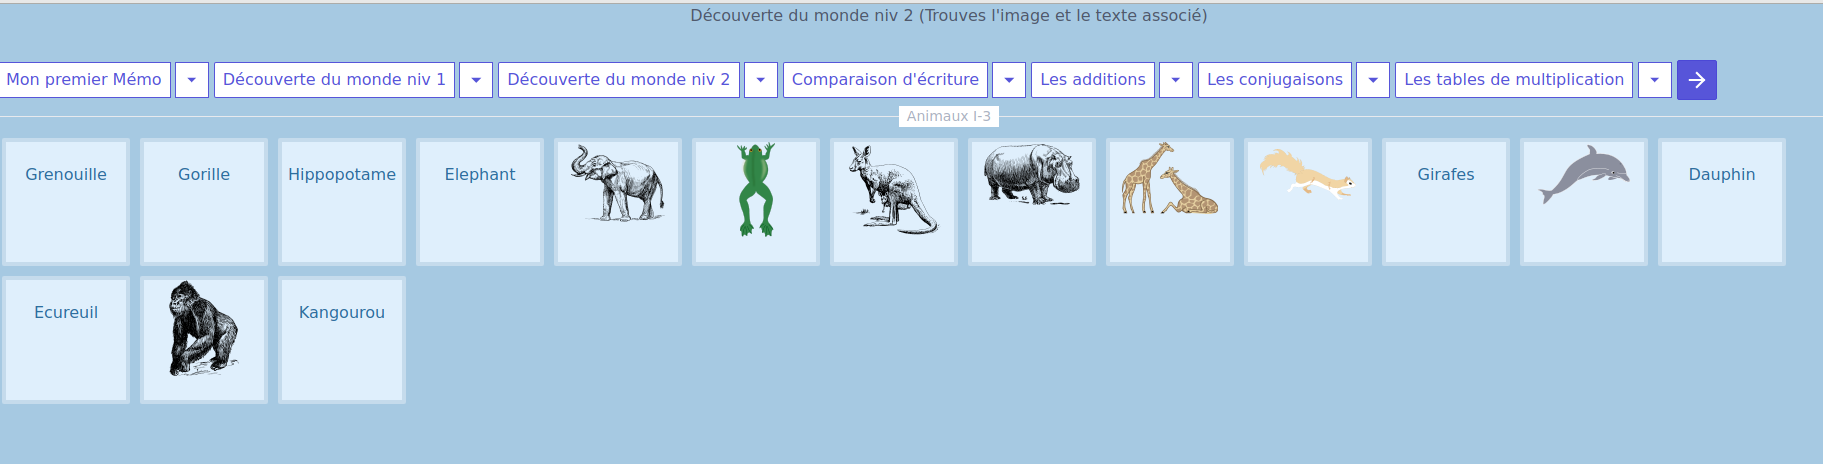 Découverte du monde niv 2 (Trouves l'image et le texte associé)
Mon premier Mémo Découverte du monde niv 1 Découverte du monde niv 2 Comparaison d'écriture Les additions Les conjugaisons Les tables de multiplication
Animaux I-3
Grenouille Gorille Hippopotame Elephant Girafes Dauphin
Ecureuil Kangourou